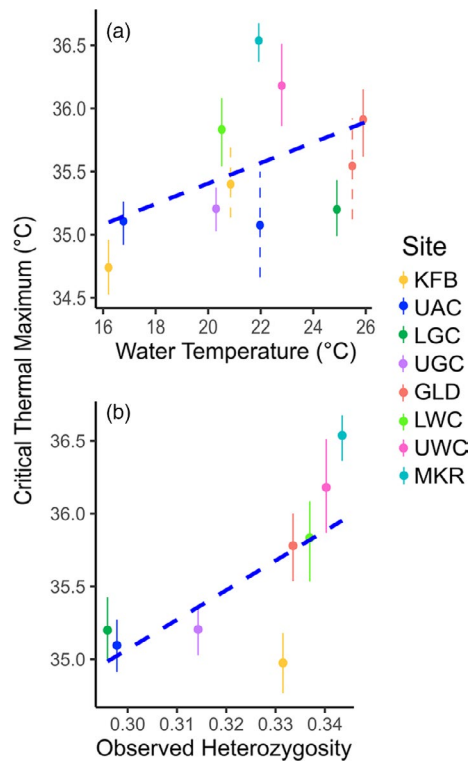 (a)
36.5
36.0
35.5
35.0
34.5
16 18 20 22 24 26
Water Temperature (°C)
Critical Thermal Maximum (°C)
(b)
36.5
36.0
35.5
35.0
0.30 0.31 0.32 0.33 0.34
Observed Heterozygosity
Site
KFB
UAC
LGC
UGC
GLD
LWC
UWC
MKR